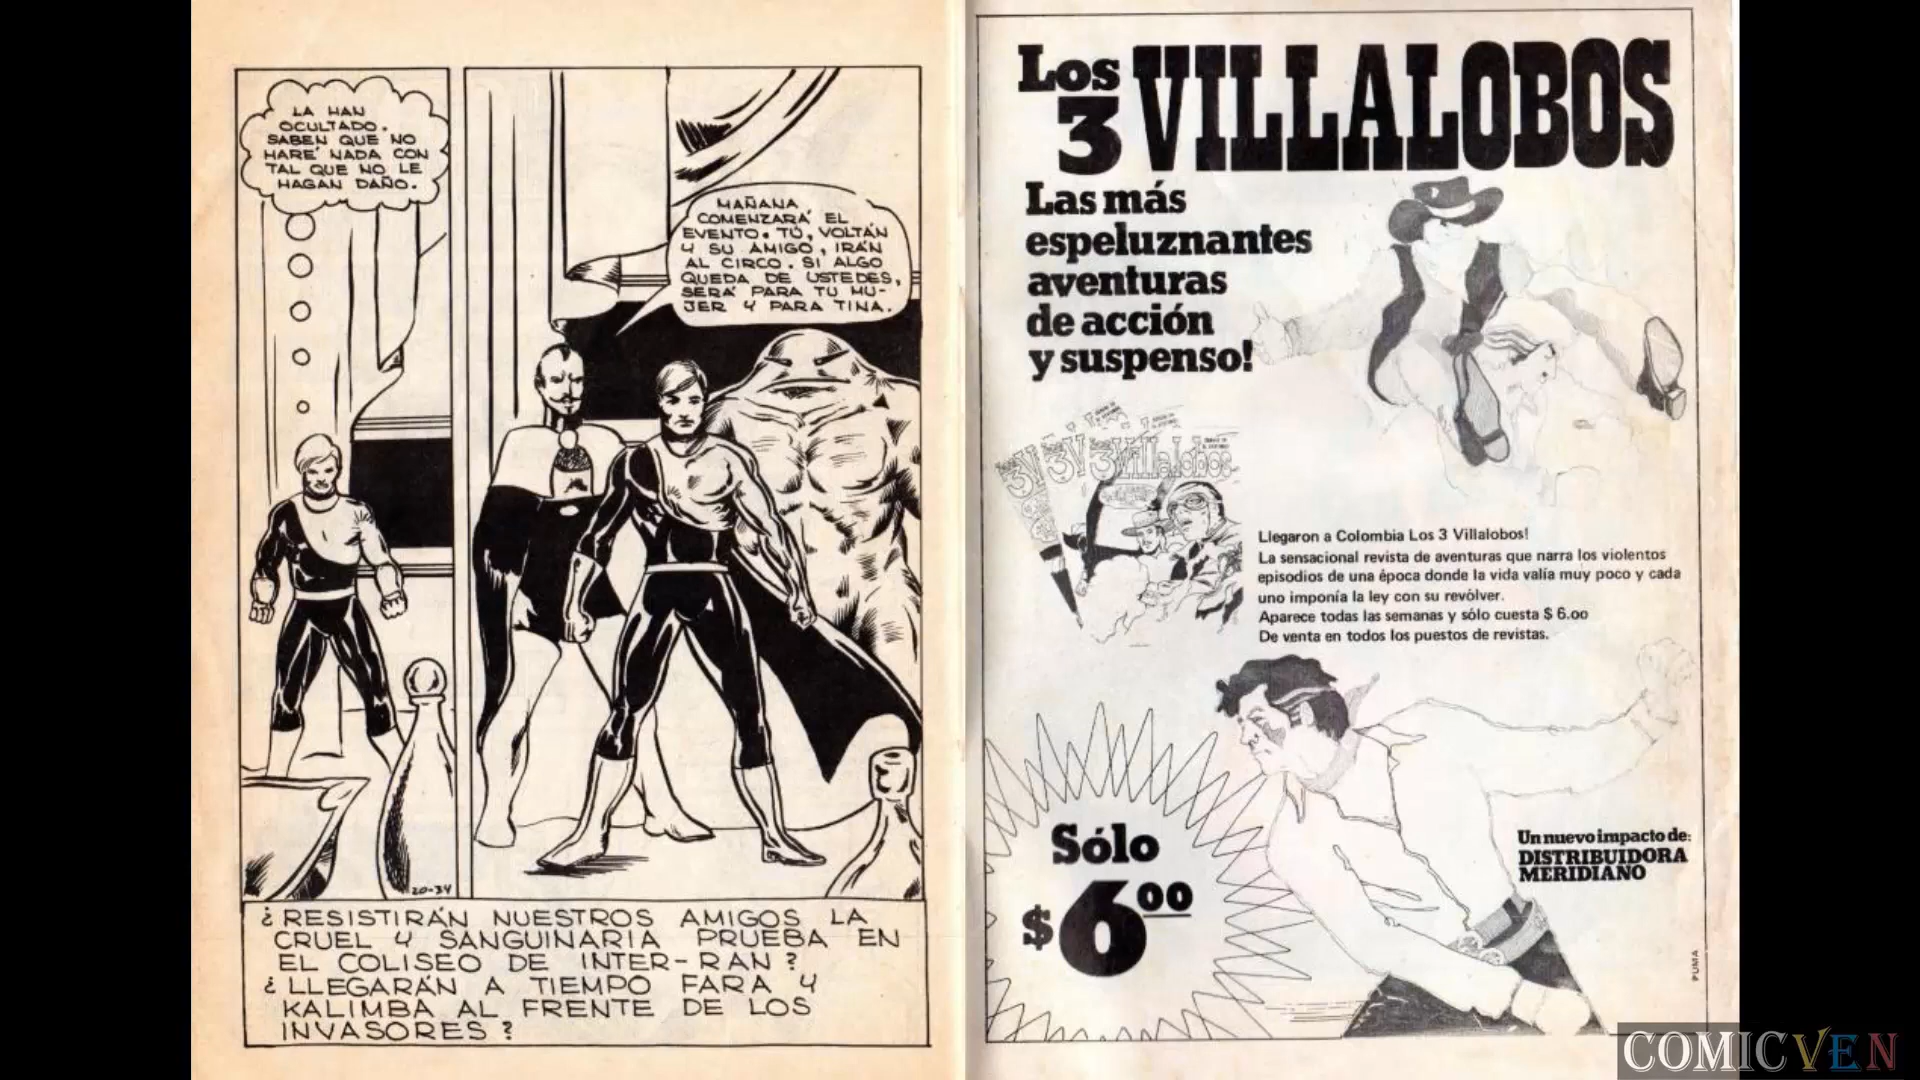 LA HAN
OCULTADO.
SABEN QUE NO
HARÉ NADA CON
TAL QUE NO LE
HAGAN DAÑO.
MAÑANA,
COMENZARÁ EL
EVENTO. TÚ, VOLTÁN
Y SU AMIGO, IRÁN
AL CIRCO. SI ALGO
QUEDA DE USTEDES,
SERÁ PARA TU MU-
JER Y PARA TINA.
20-34
¿RESISTIRÁN NUESTROS AMIGOS LA
CRUEL Y SANGUINARIA PRUEBA EN
EL COLISEO DE INTER-RAN?
¿LLEGARÁN A TIEMPO FARA Y
KALIMBA AL FRENTE DE LOS
INVASORES?
Los
3 VILLALOBOS
Las más
espeluznantes
aventuras
de acción
y suspenso!
3 Villalobos
Llegaron a Colombia Los 3 Villalobos!
La sensacional revista de aventuras que narra los violentos
episodios de una época donde la vida valía muy poco y cada
uno imponía la ley con su revólver.
Aparece todas las semanas y sólo cuesta $ 6.oo
De venta en todos los puestos de revistas.
Sólo
$6.00
Un nuevo impacto de:
DISTRIBUIDORA
MERIDIANO
PUMA
COMICVEN